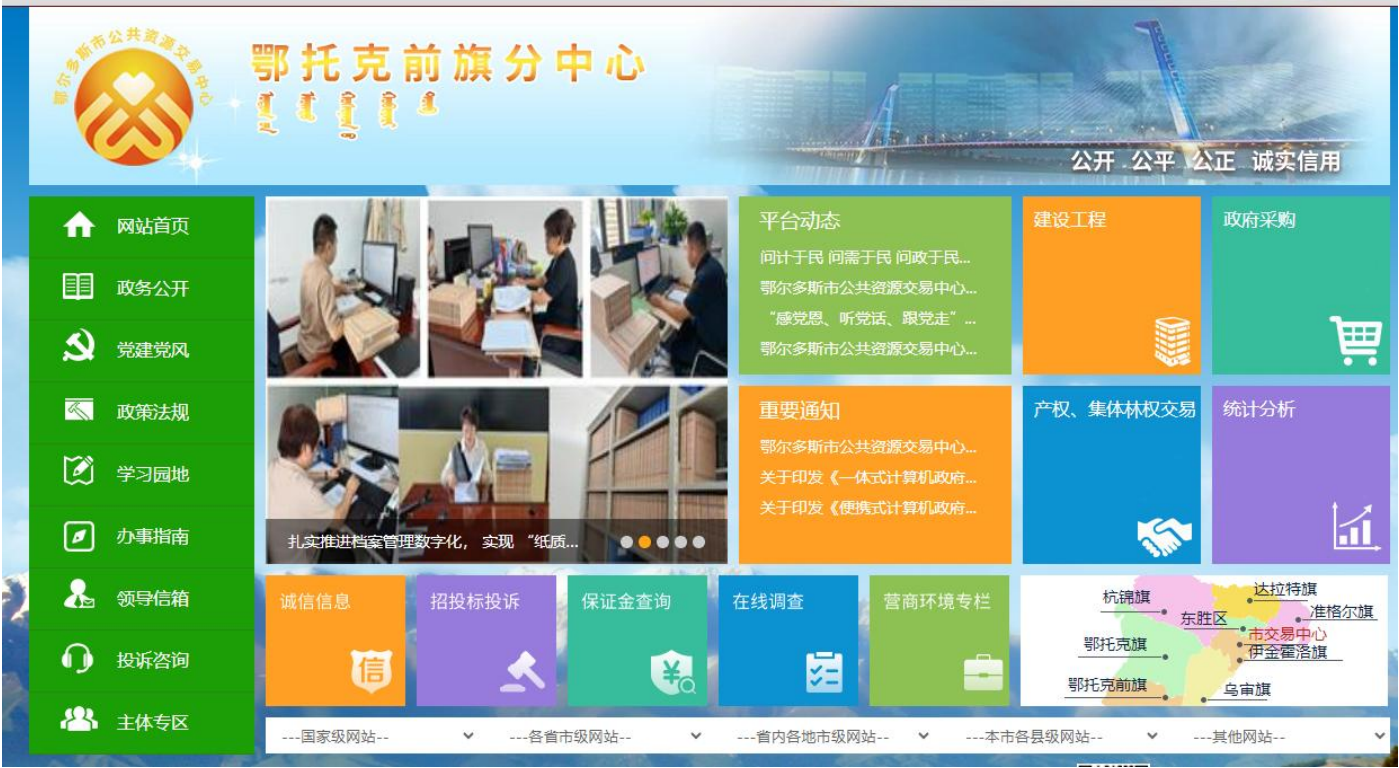 鄂尔多斯市公共资源交易中心
鄂托克前旗分中心
公开 公平 公正 诚实信用
网站首页
政务公开
党建党风
政策法规
学习园地
办事指南
领导信箱
投诉咨询
主体专区
扎实推进档案管理数字化， 实现 “纸质...
平台动态
问计于民 问需于民 问政于民...
鄂尔多斯市公共资源交易中心...
“感党恩、听党话、跟党走” ...
鄂尔多斯市公共资源交易中心...
建设工程
政府采购
重要通知
鄂尔多斯市公共资源交易中心...
关于印发《一体式计算机政府...
关于印发《便携式计算机政府...
产权、集体林权交易
统计分析
诚信信息
信
招投标投诉
保证金查询
¥
在线调查
营商环境专栏
杭锦旗
达拉特旗
东胜区
准格尔旗
市交易中心
鄂托克旗
伊金霍洛旗
鄂托克前旗
乌审旗
---国家级网站--
---各省市级网站--
---省内各地市级网站--
---本市各县级网站--
---其他网站--